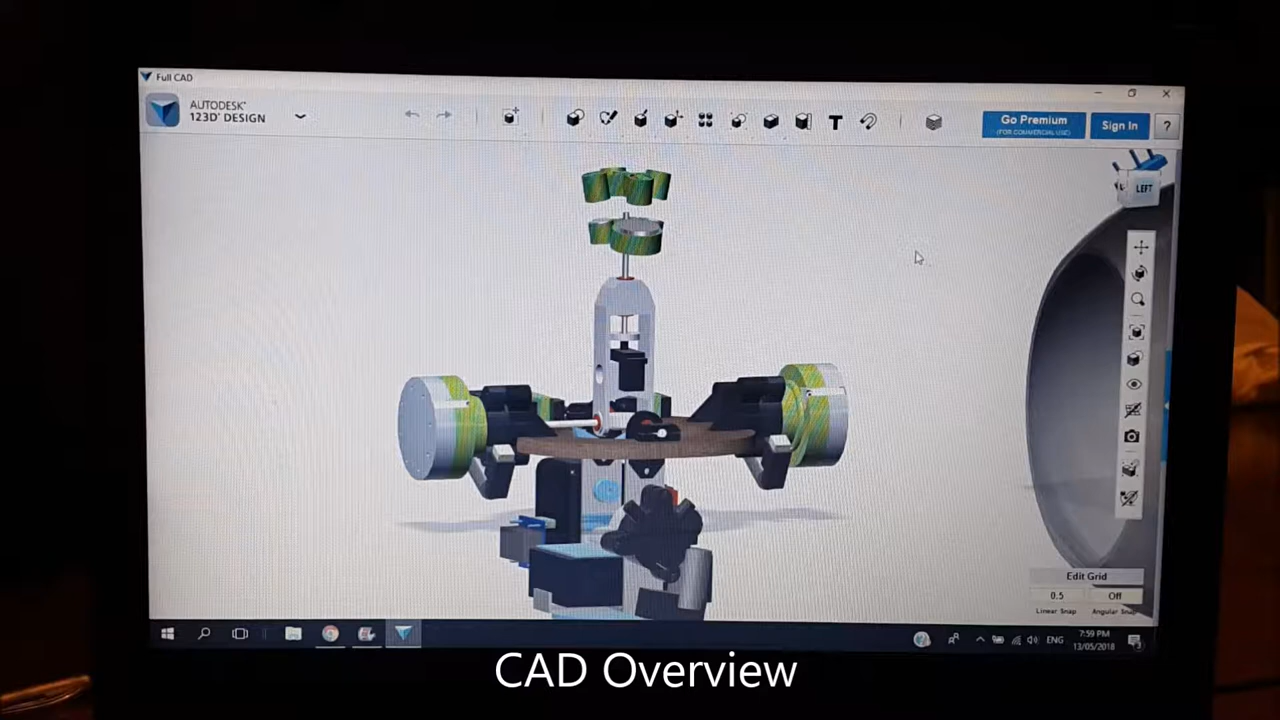 Full CAD
AUTODESK®
123D® DESIGN
T
Go Premium
(FOR COMMERCIAL USE)
Sign In
?
LEFT
Edit Grid
0.5
Off
Linear Snap
Angular Snap
ENG
7:59 PM
13/05/2018
CAD Overview